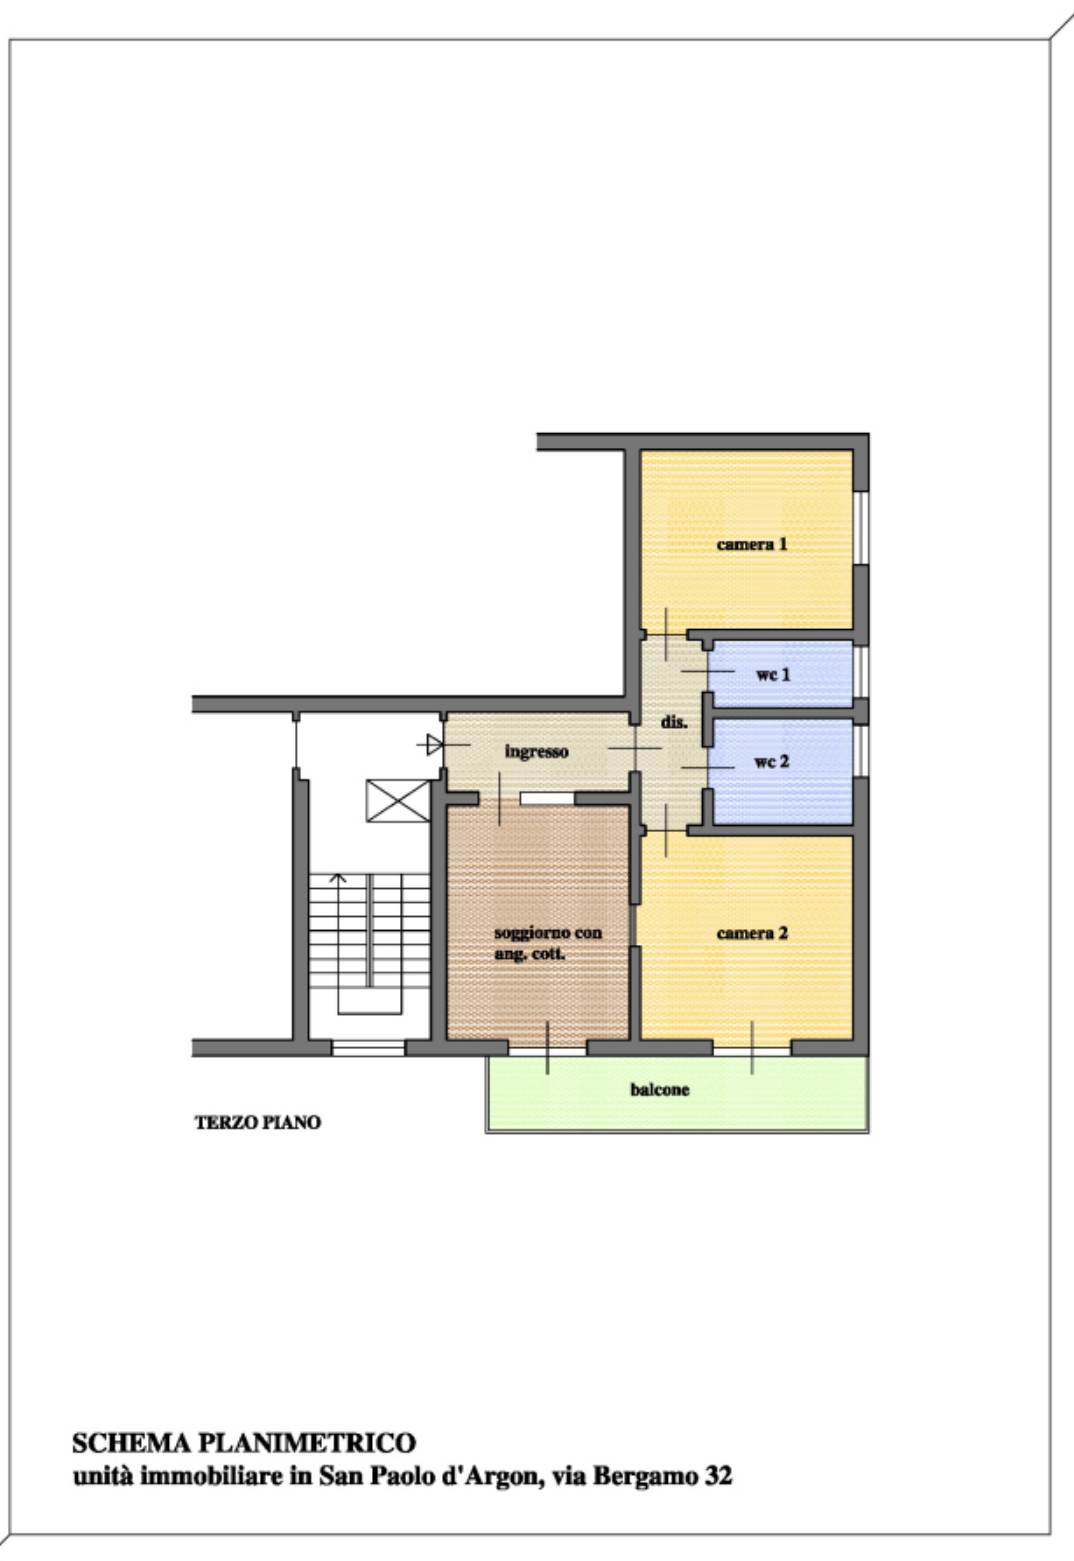 camera 1
wc 1
dis.
ingresso
wc 2
soggiorno con
ang. cott.
camera 2
balcone
TERZO PIANO
SCHEMA PLANIMETRICO
unità immobiliare in San Paolo d'Argon, via Bergamo 32